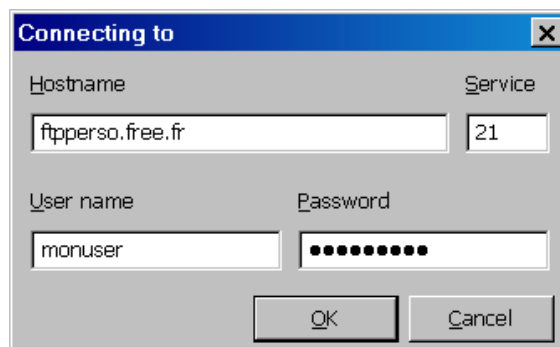 Connecting to
Hostname Service
ftpperso.free.fr 21
User name Password
monuser ●●●●●●●●●
OK Cancel